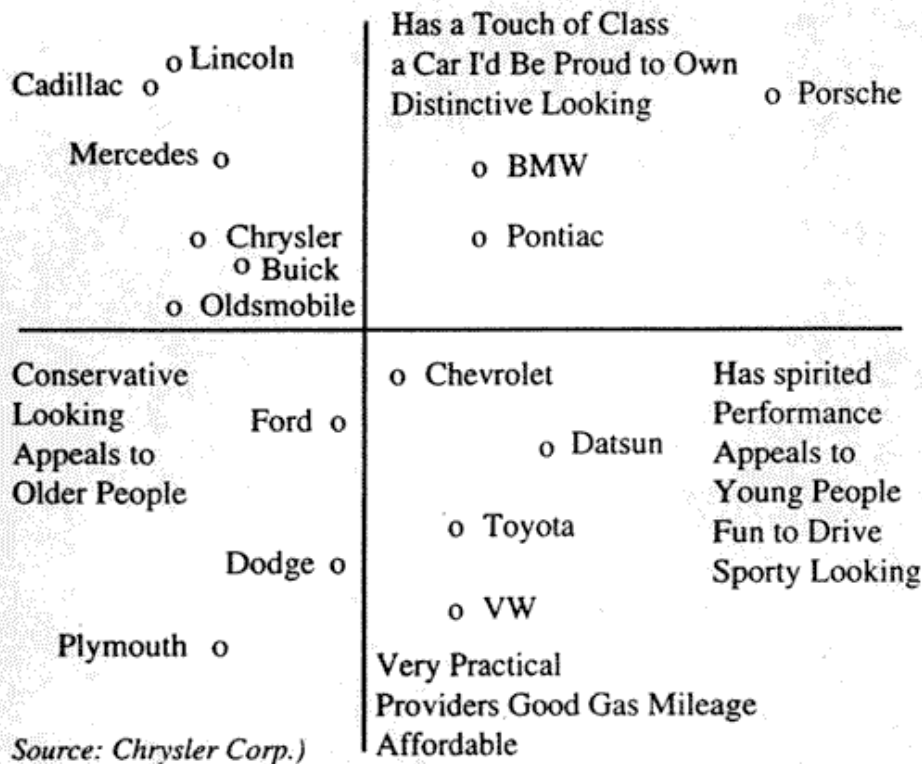 Has a Touch of Class
a Car I'd Be Proud to Own
Distinctive Looking
Lincoln
Cadillac
Porsche
Mercedes
BMW
Chrysler
Pontiac
Buick
Oldsmobile
Conservative
Looking
Appeals to
Older People
Chevrolet
Has spirited
Performance
Appeals to
Young People
Fun to Drive
Sporty Looking
Ford
Datsun
Toyota
Dodge
VW
Plymouth
Very Practical
Providers Good Gas Mileage
Affordable
Source: Chrysler Corp.)